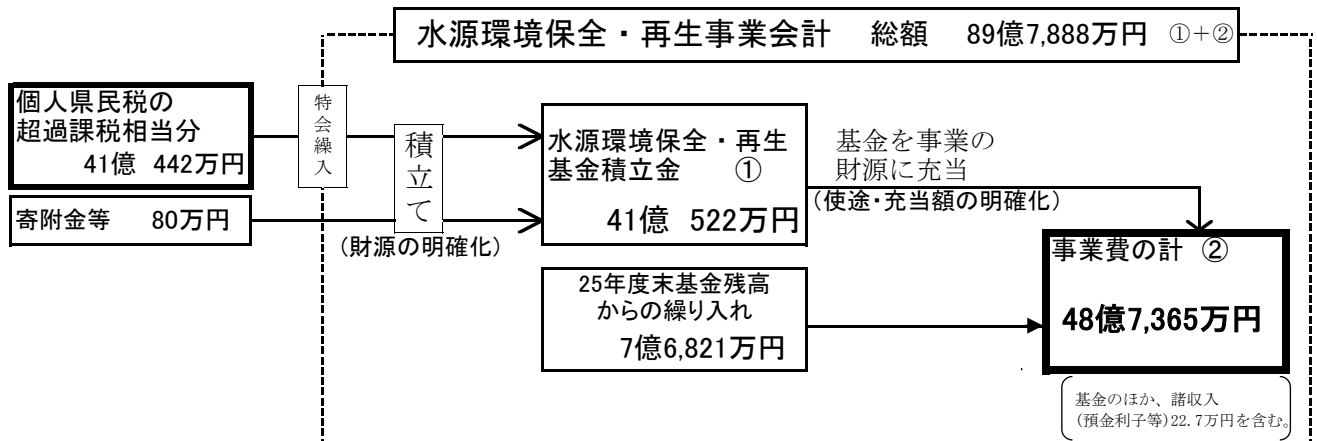 水源環境保全・再生事業会計 総額 89億7,888万円 ①+②
個人県民税の
超過課税相当分
41億 442万円
寄附金等 80万円
特会繰入
積立て
(財源の明確化)
水源環境保全・再生
基金積立金 ①
41億 522万円
25年度末基金残高
からの繰り入れ
7億6,821万円
基金を事業の
財源に充当
(使途・充当額の明確化)
事業費の計 ②
48億7,365万円
基金のほか、諸収入
(預金利子等)22.7万円を含む。